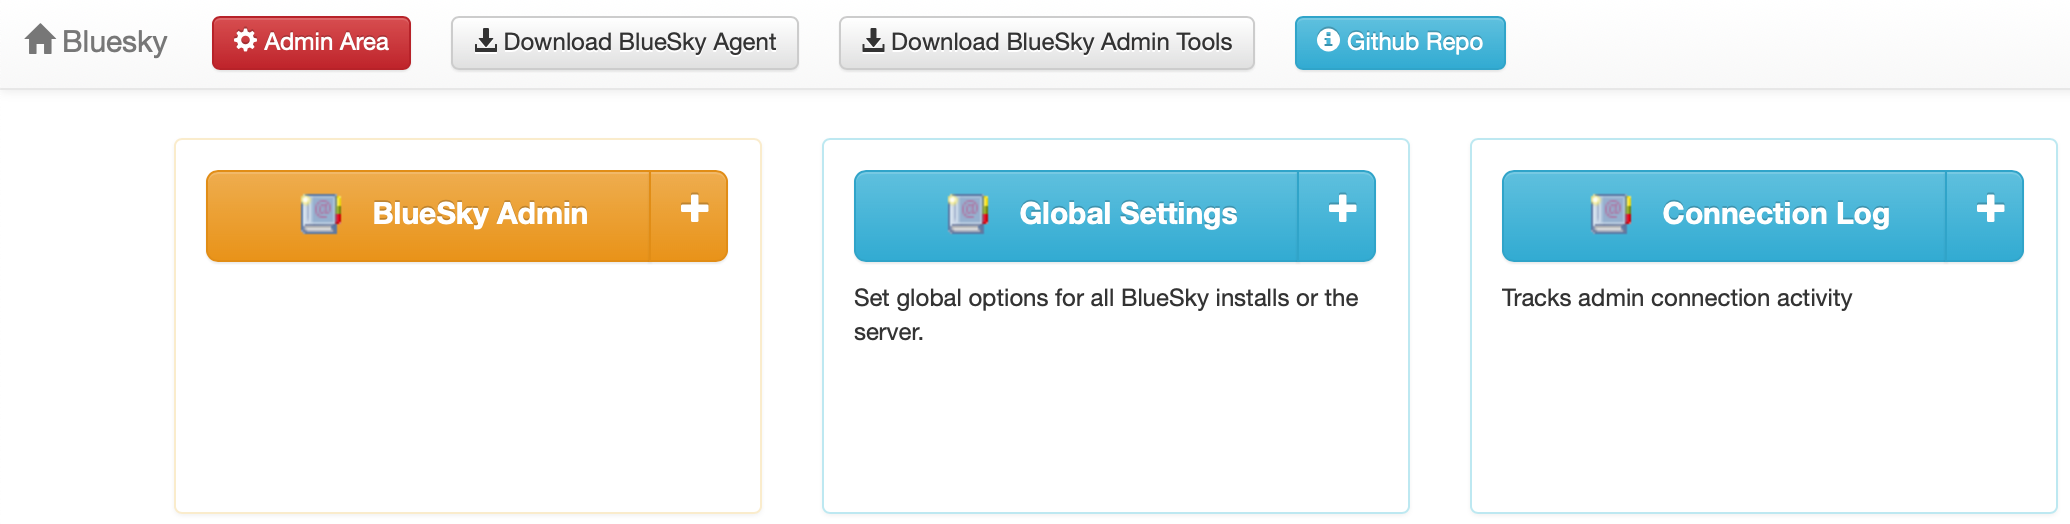 Bluesky
Admin Area
Download BlueSky Agent
Download BlueSky Admin Tools
Github Repo
BlueSky Admin
Global Settings
Set global options for all BlueSky installs or the
server.
Connection Log
Tracks admin connection activity